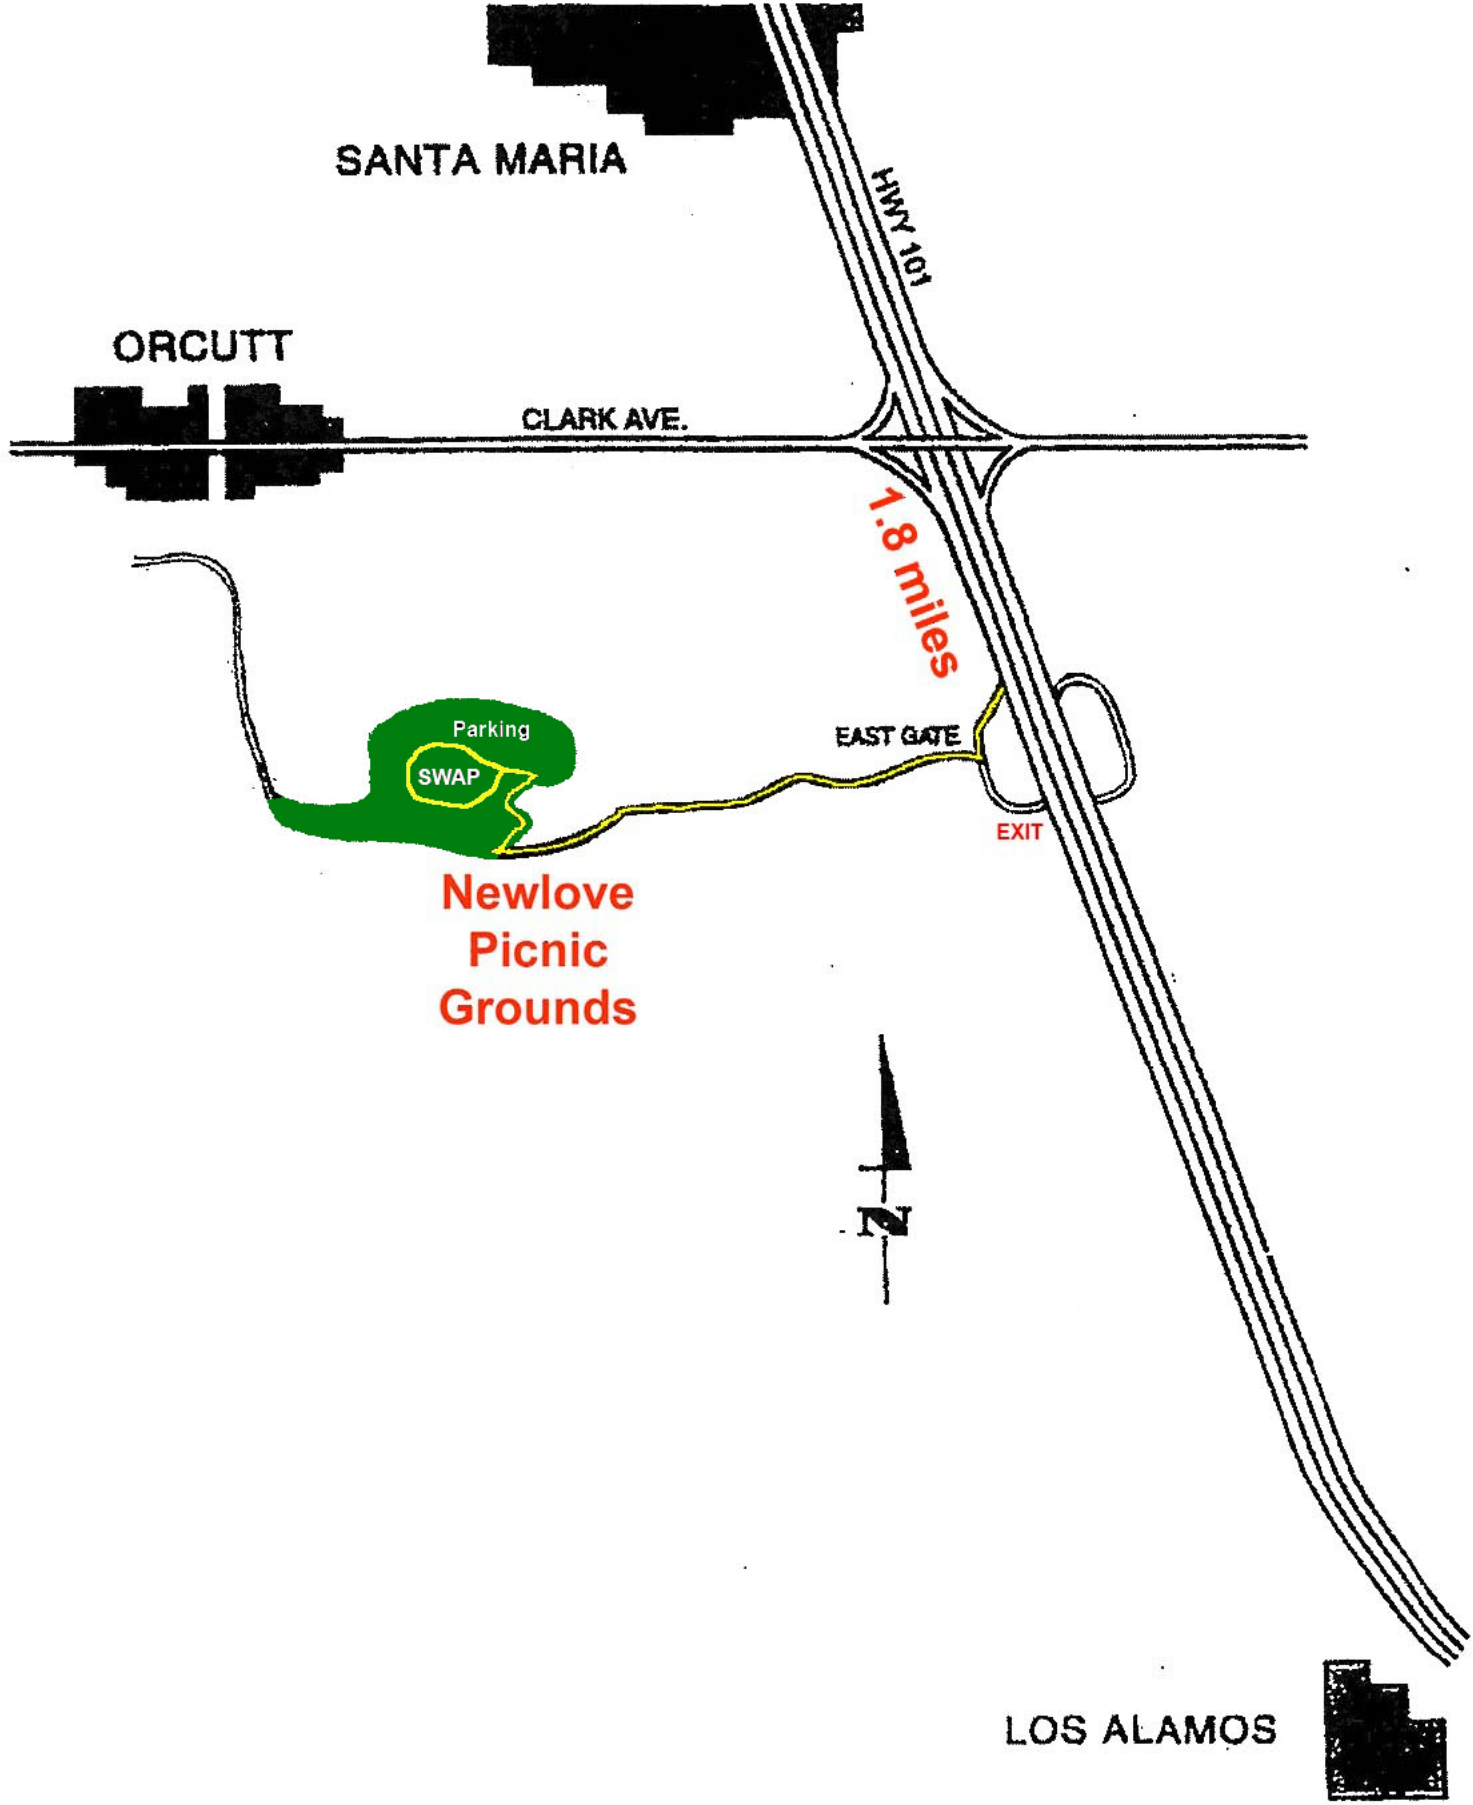 SANTA MARIA
HWY 101
ORCUTT
CLARK AVE.
1.8 miles
Parking
EAST GATE
SWAP
EXIT
Newlove
Picnic
Grounds
N
LOS ALAMOS